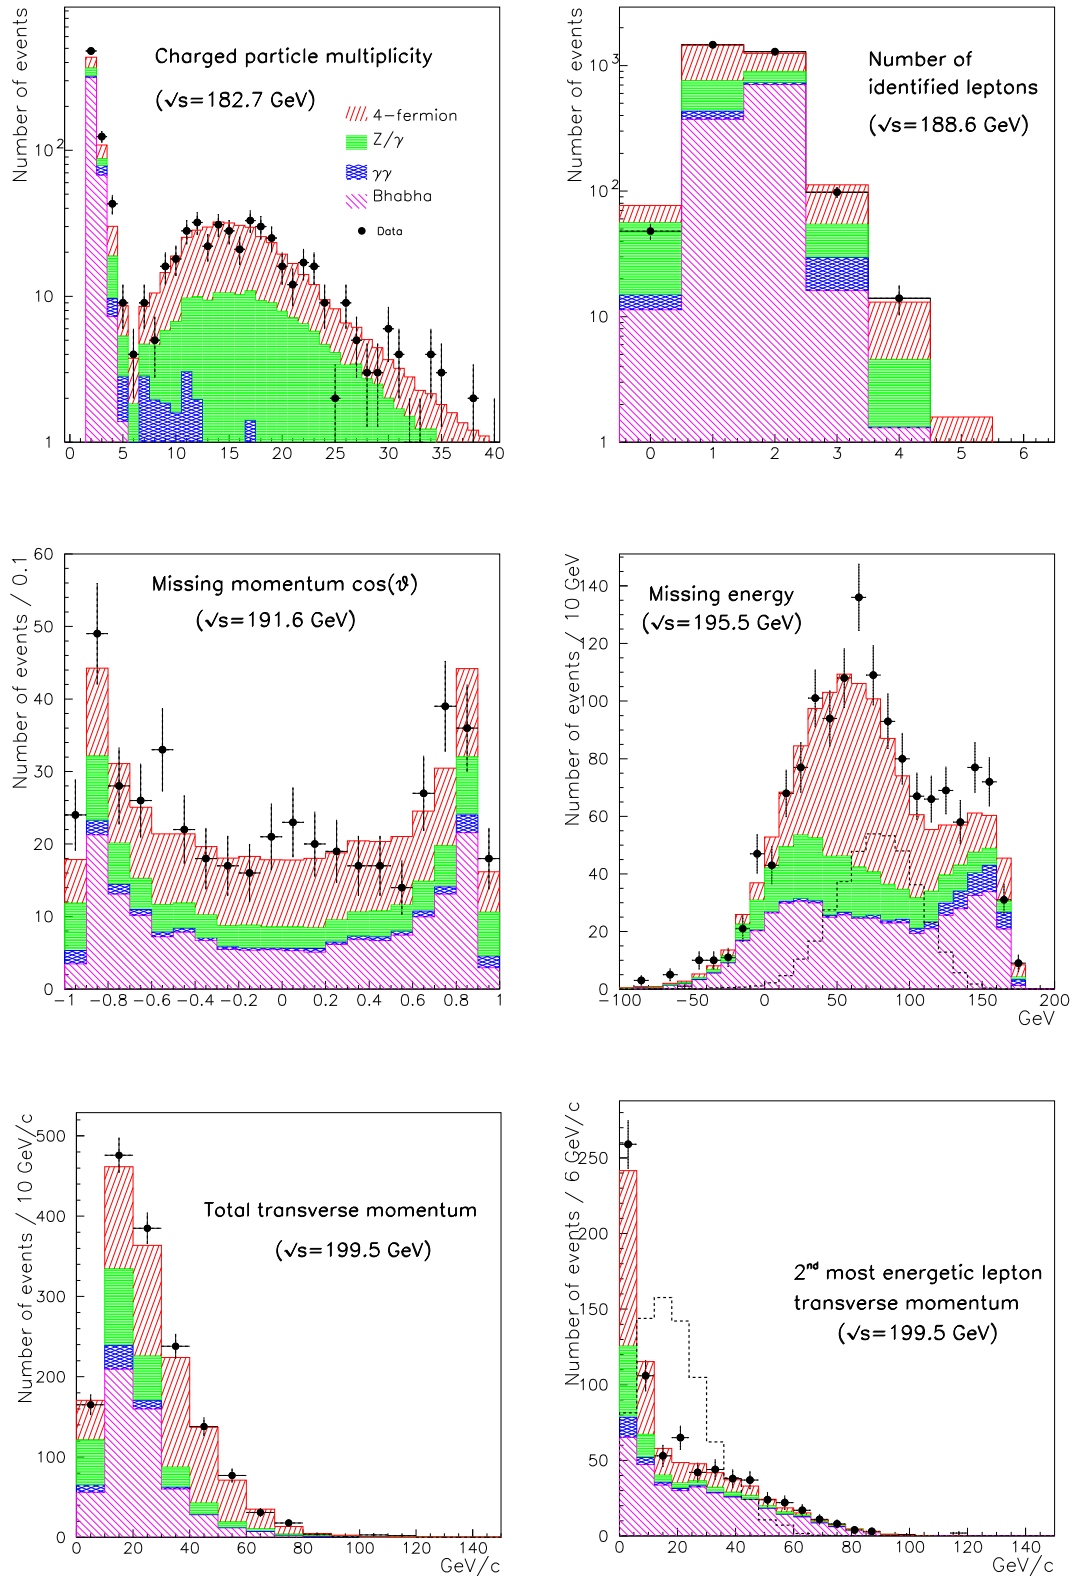 Number of events
Charged particle multiplicity
(√s=182.7 GeV)
4-fermion
Z/γ
γγ
Bhabha
Data
10²
10
1
0 5 10 15 20 25 30 35 40
Number of events
Number of
identified leptons
(√s=188.6 GeV)
10³
10²
10
1
0 1 2 3 4 5 6
Number of events / 0.1
Missing momentum cos(ϑ)
(√s=191.6 GeV)
60
50
40
30
20
10
0
−1 −0.8 −0.6 −0.4 −0.2 0 0.2 0.4 0.6 0.8 1
Number of events / 10 GeV
Missing energy
(√s=195.5 GeV)
140
120
100
80
60
40
20
0
−100 −50 0 50 100 150 200
GeV
Number of events / 10 GeV/c
Total transverse momentum
(√s=199.5 GeV)
500
400
300
200
100
0
0 20 40 60 80 100 120 140
GeV/c
Number of events / 6 GeV/c
2nd most energetic lepton
transverse momentum
(√s=199.5 GeV)
250
200
150
100
50
0
0 20 40 60 80 100 120 140
GeV/c